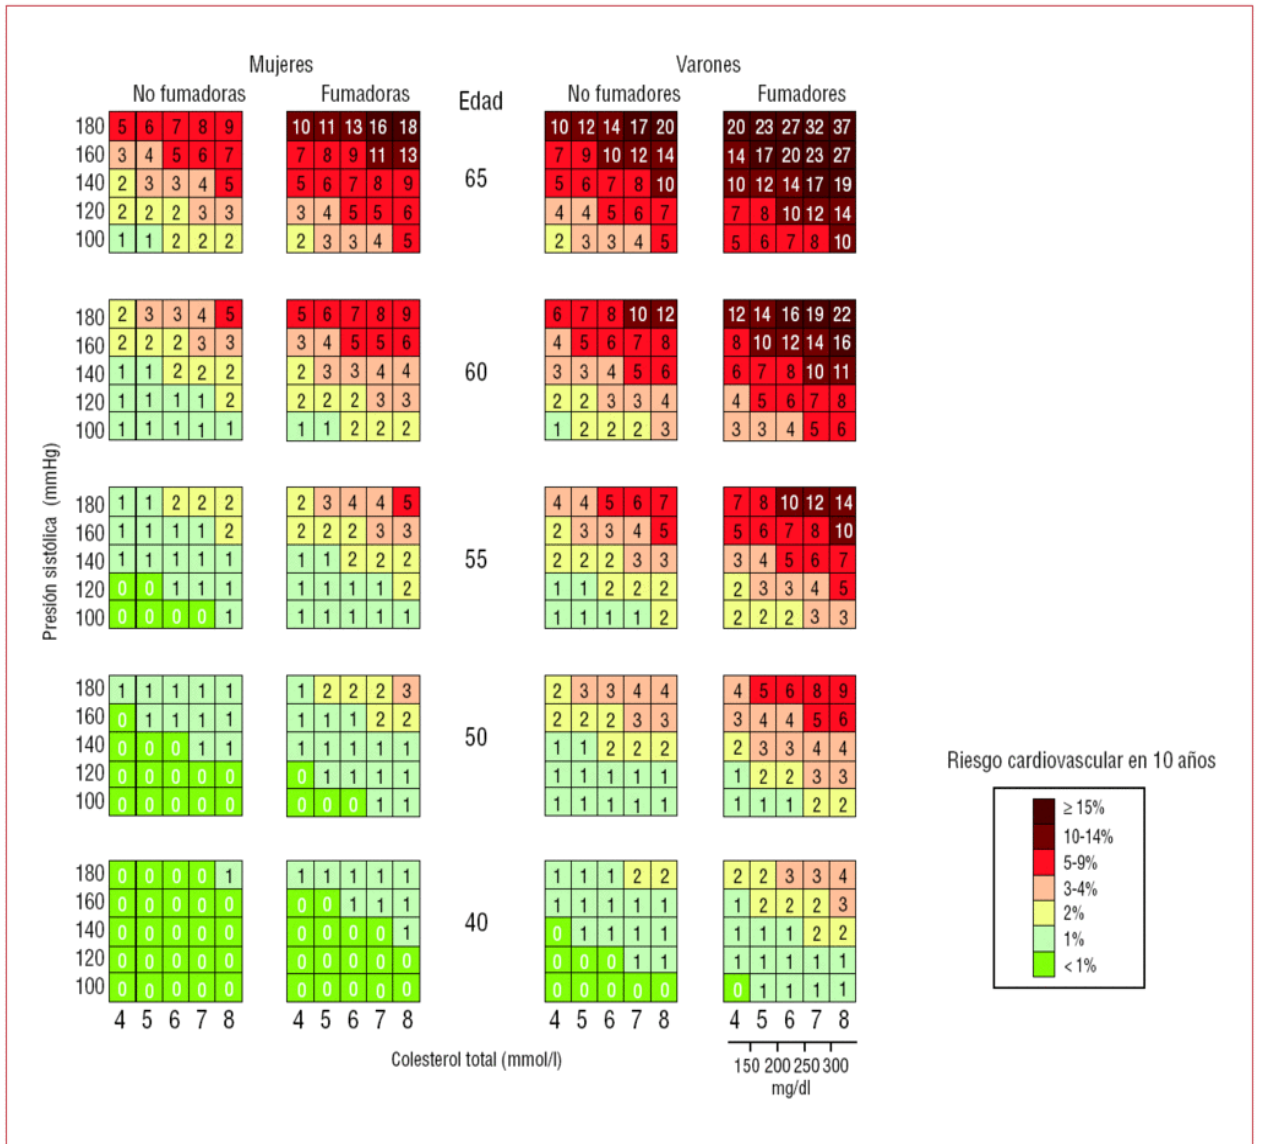 Mujeres Varones
No fumadoras Fumadoras Edad No fumadores Fumadores
180 5 6 7 8 9 10 11 13 16 18 10 12 14 17 20 20 23 27 32 37
160 3 4 5 6 7 7 8 9 11 13 7 9 10 12 14 14 17 20 23 27
65
140 2 3 3 4 5 5 6 7 8 9 5 6 7 8 10 10 12 14 17 19
120 2 2 2 3 3 3 4 5 5 6 4 4 5 6 7 7 8 10 12 14
100 1 1 2 2 2 2 3 3 4 5 2 3 3 4 5 5 6 7 8 10
180 2 3 3 4 5 5 6 7 8 9 6 7 8 10 12 12 14 16 19 22
160 2 2 2 3 3 3 4 5 5 6 4 5 6 7 8 8 10 12 14 16
140 1 1 2 2 2 2 3 3 4 4 60 3 3 4 5 6 6 7 8 10 11
120 1 1 1 1 2 2 2 2 3 3 2 2 3 3 4 4 5 6 7 8
100 1 1 1 1 1 1 1 2 2 2 1 2 2 2 3 3 3 4 5 6
Presión sistólica (mmHg)
180 1 1 2 2 2 2 3 4 4 5 4 4 5 6 7 7 8 10 12 14
160 1 1 1 1 2 2 2 2 3 3 2 3 3 4 5 5 6 7 8 10
140 1 1 1 1 1 1 1 2 2 2 55 2 2 2 3 3 3 4 5 6 7
120 0 0 1 1 1 1 1 1 1 2 1 1 2 2 2 2 3 3 4 5
100 0 0 0 0 1 1 1 1 1 1 1 1 1 1 2 2 2 2 3 3
180 1 1 1 1 1 1 2 2 2 3 2 3 3 4 4 4 5 6 8 9
160 0 1 1 1 1 1 1 1 2 2 2 2 2 3 3 3 4 4 5 6
140 0 0 0 1 1 1 1 1 1 1 50 1 1 2 2 2 2 3 3 4 4
120 0 0 0 0 0 0 1 1 1 1 1 1 1 1 1 1 2 2 3 3
100 0 0 0 0 0 0 0 0 1 1 1 1 1 1 1 1 1 1 2 2
180 0 0 0 0 1 1 1 1 1 1 1 1 1 2 2 2 2 3 3 4
160 0 0 0 0 0 0 0 1 1 1 1 1 1 1 1 1 2 2 2 3
140 0 0 0 0 0 0 0 0 0 1 40 0 1 1 1 1 1 1 1 2 2
120 0 0 0 0 0 0 0 0 0 0 0 0 0 1 1 1 1 1 1 1
100 0 0 0 0 0 0 0 0 0 0 0 0 0 0 0 0 1 1 1 1
4 5 6 7 8 4 5 6 7 8 4 5 6 7 8 4 5 6 7 8
Colesterol total (mmol/l)
150 200 250 300
mg/dl
Riesgo cardiovascular en 10 años
≥ 15%
10-14%
5-9%
3-4%
2%
1%
< 1%